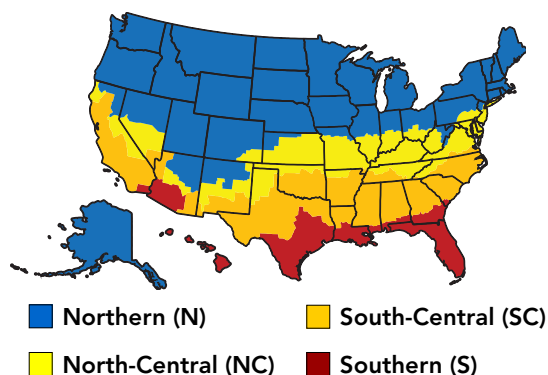 Northern (N)
South-Central (SC)
North-Central (NC)
Southern (S)